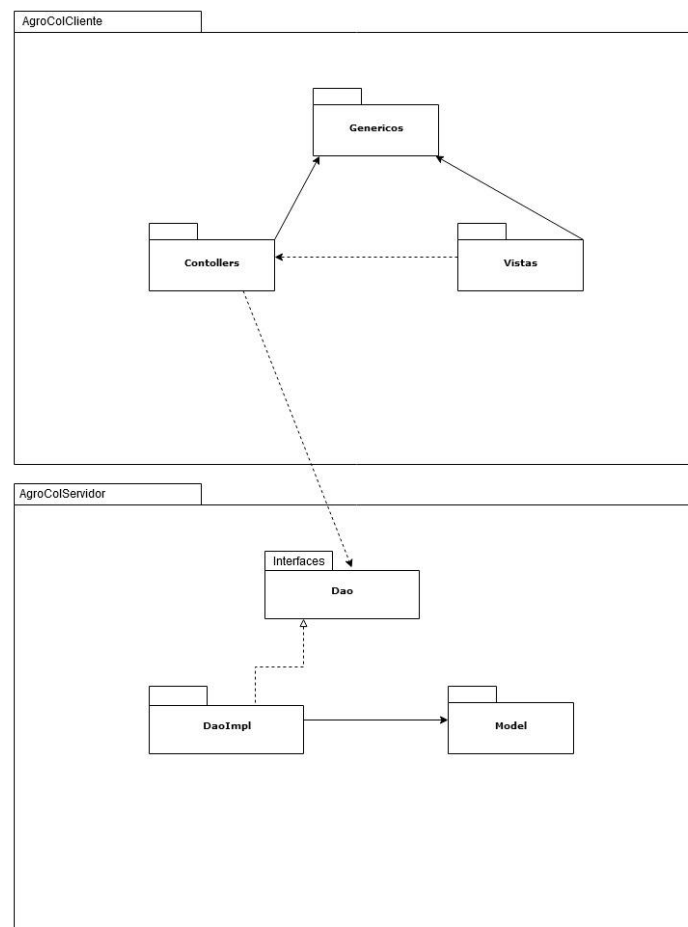 AgroColCliente
Genericos
Contollers
Vistas
AgroColServidor
Interfaces
Dao
DaoImpl
Model